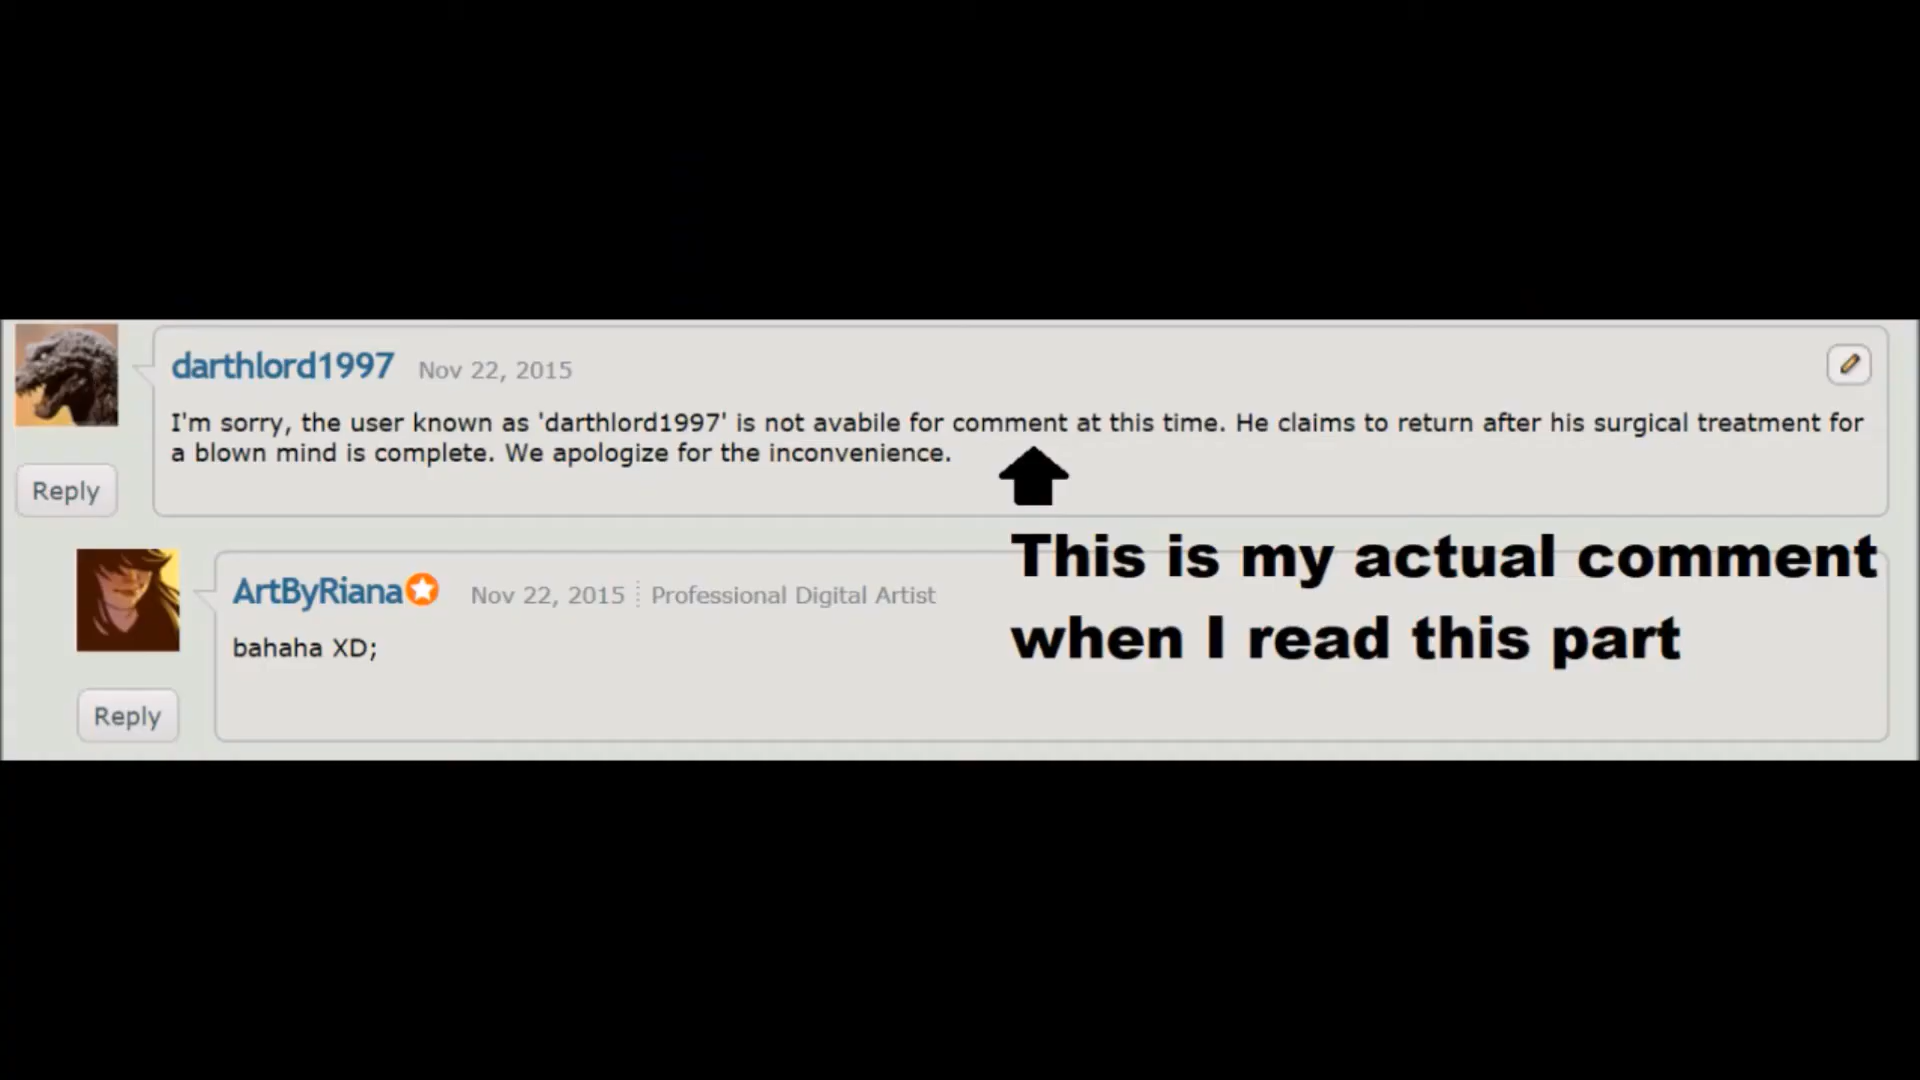 darthlord1997 Nov 22, 2015
I'm sorry, the user known as 'darthlord1997' is not avabile for comment at this time. He claims to return after his surgical treatment for
a blown mind is complete. We apologize for the inconvenience.
Reply
This is my actual comment
when I read this part
ArtByRiana Nov 22, 2015 Professional Digital Artist
bahaha XD;
Reply